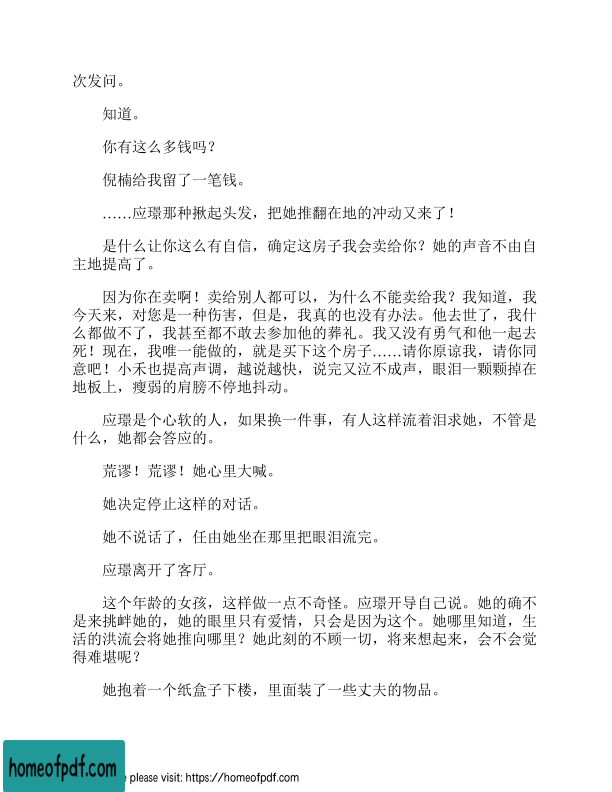 次发问。
知道。
你有这么多钱吗？
倪楠给我留了一笔钱。
……应璟那种揪起头发，把她推翻在地的冲动又来了！
是什么让你这么有自信，确定这房子我会卖给你？她的声音不由自
主地提高了。
因为你在卖啊！卖给别人都可以，为什么不能卖给我？我知道，我
今天来，对您是一种伤害，但是，我真的也没有办法。他去世了，我什
么都做不了，我甚至都不敢去参加他的葬礼。我又没有勇气和他一起去
死！现在，我唯一能做的，就是买下这个房子……请你原谅我，请你同
意吧！小禾也提高声调，越说越快，说完又泣不成声，眼泪一颗颗掉在
地板上，瘦弱的肩膀不停地抖动。
应璟是个心软的人，如果换一件事，有人这样流着泪求她，不管是
什么，她都会答应的。
荒谬！荒谬！她心里大喊。
她决定停止这样的对话。
她不说话了，任由她坐在那里把眼泪流完。
应璟离开了客厅。
这个年龄的女孩，这样做一点不奇怪。应璟开导自己说。她的确不
是来挑衅她的，她的眼里只有爱情，只会是因为这个。她哪里知道，生
活的洪流会将她推向哪里？她此刻的不顾一切，将来想起来，会不会觉
得难堪呢？
她抱着一个纸盒子下楼，里面装了一些丈夫的物品。
homeofpdf.com
e please visit: https://homeofpdf.com